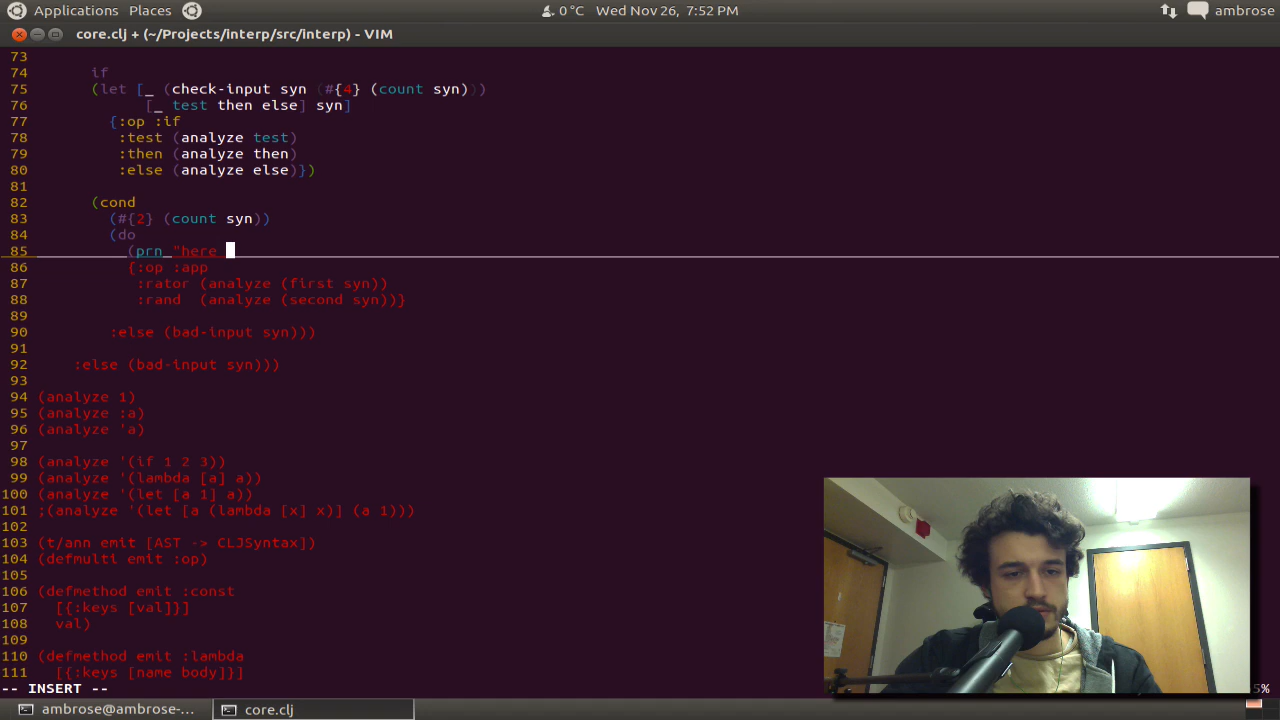 Applications Places 0 °C Wed Nov 26, 7:52 PM ambrose
core.clj + (~/Projects/interp/src/interp) - VIM
73
74 if
75 (let [_ (check-input syn (#{4} (count syn)))
76 [_ test then else] syn]
77 {:op :if
78 :test (analyze test)
79 :then (analyze then)
80 :else (analyze else)})
81
82 (cond
83 (#{2} (count syn))
84 (do
85 (prn "here
86 {:op :app
87 :rator (analyze (first syn))
88 :rand (analyze (second syn))}
89
90 :else (bad-input syn)))
91
92 :else (bad-input syn)))
93
94 (analyze 1)
95 (analyze :a)
96 (analyze 'a)
97
98 (analyze '(if 1 2 3))
99 (analyze '(lambda [a] a))
100 (analyze '(let [a 1] a))
101 ;(analyze '(let [a (lambda [x] x)] (a 1)))
102
103 (t/ann emit [AST -> CLJSyntax])
104 (defmulti emit :op)
105
106 (defmethod emit :const
107 [{:keys [val]}]
108 val)
109
110 (defmethod emit :lambda
111 [{:keys [name body]}]
-- INSERT -- 5%
ambrose@ambrose-... core.clj